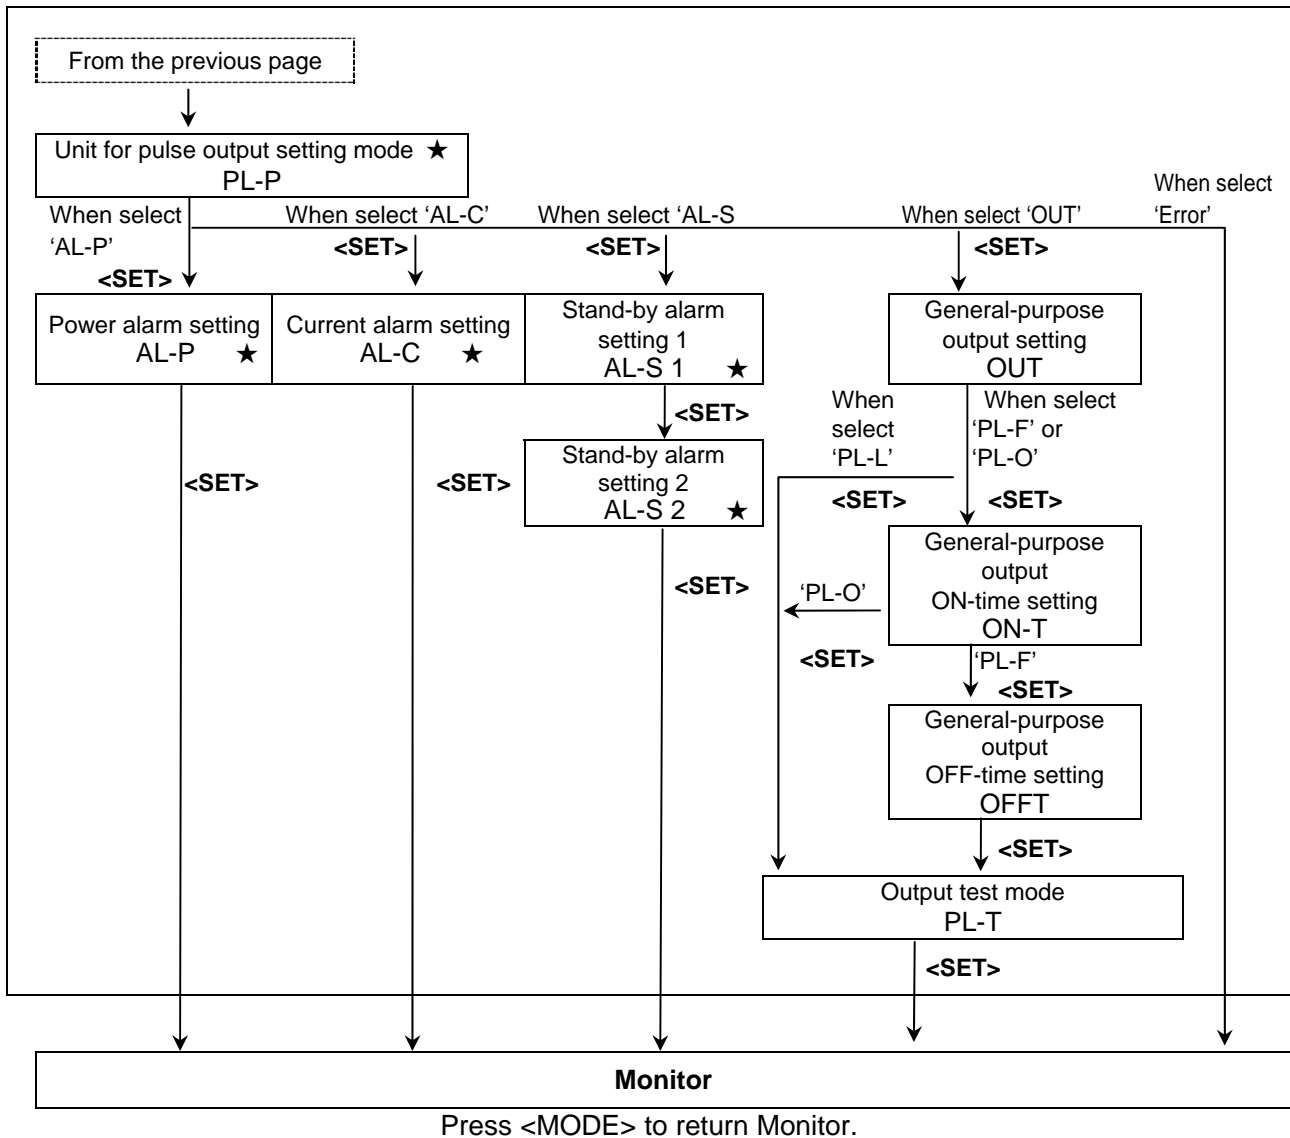 From the previous page
Unit for pulse output setting mode ★
PL-P
When select
'AL-P'
<SET>
When select 'AL-C'
<SET>
When select 'AL-S
<SET>
When select 'OUT'
<SET>
When select
'Error'
Power alarm setting
AL-P ★
Current alarm setting
AL-C ★
Stand-by alarm
setting 1
AL-S 1 ★
General-purpose
output setting
OUT
<SET>
When
select
'PL-L'
<SET>
When select
'PL-F' or
'PL-O'
<SET>
<SET>
<SET>
Stand-by alarm
setting 2
AL-S 2 ★
<SET>
General-purpose
output
ON-time setting
ON-T
'PL-O'
<SET>
'PL-F'
<SET>
General-purpose
output
OFF-time setting
OFFT
<SET>
Output test mode
PL-T
<SET>
Monitor
Press <MODE> to return Monitor.